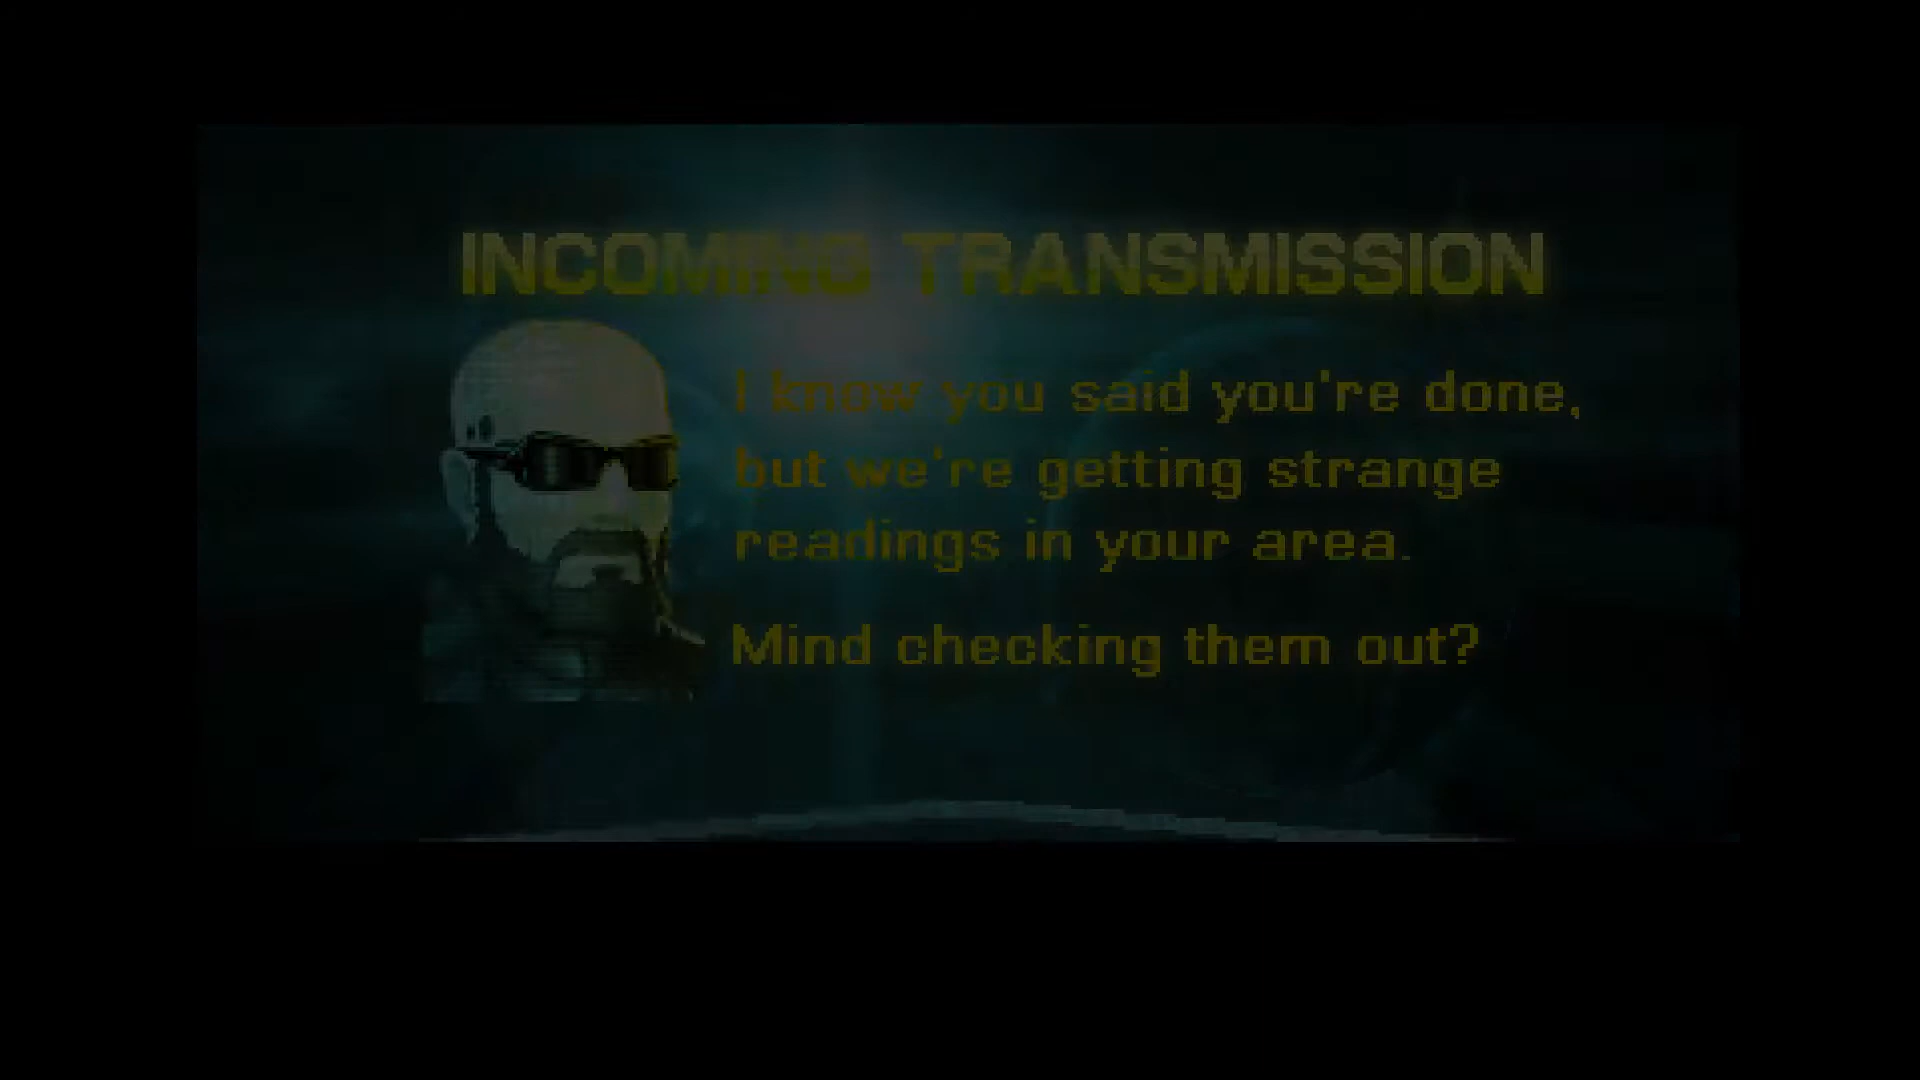 INCOMING TRANSMISSION
I know you said you're done,
but we're getting strange
readings in your area.
Mind checking them out?